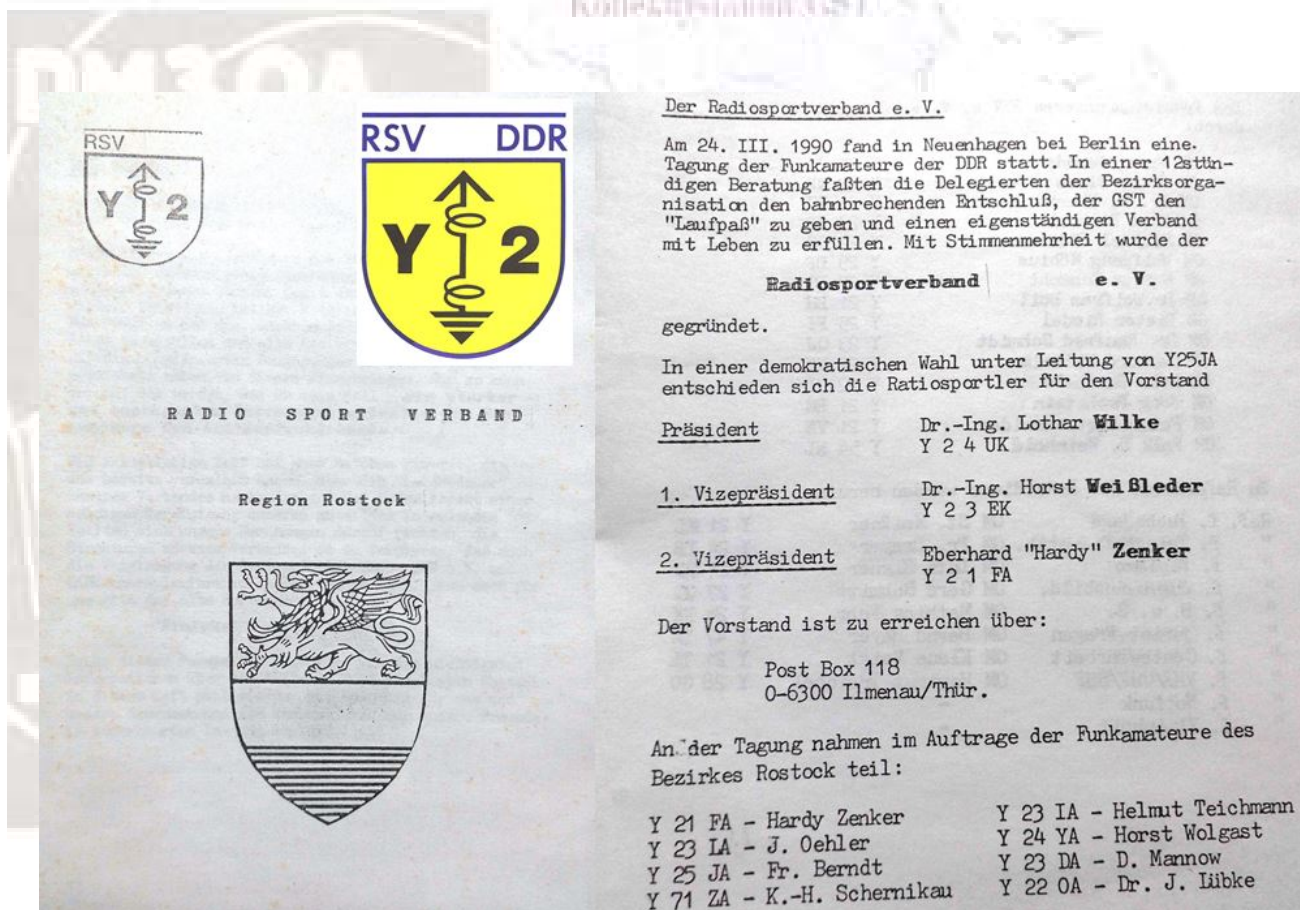 DM3OA
RSV
Y 2
RSV DDR
Y 2
RADIO SPORT VERBAND
Region Rostock
Der Radiosportverband e. V.
Am 24. III. 1990 fand in Neuenhagen bei Berlin eine.
Tagung der Funkamateure der DDR statt. In einer 12stün-
digen Beratung faßten die Delegierten der Bezirksorga-
nisation den bahnbrechenden Entschluß, der GST den
"Laufpaß" zu geben und einen eigenständigen Verband
mit Leben zu erfüllen. Mit Stimmenmehrheit wurde der
Radiosportverband e. V.
gegründet.
In einer demokratischen Wahl unter Leitung von Y25JA
entschieden sich die Ratiosportler für den Vorstand
Präsident Dr.-Ing. Lothar Wilke
Y 2 4 UK
1. Vizepräsident Dr.-Ing. Horst Weißleder
Y 2 3 EK
2. Vizepräsident Eberhard "Hardy" Zenker
Y 2 1 FA
Der Vorstand ist zu erreichen über:
Post Box 118
O-6300 Ilmenau/Thür.
An der Tagung nahmen im Auftrage der Funkamateure des
Bezirkes Rostock teil:
Y 21 FA - Hardy Zenker Y 23 IA - Helmut Teichmann
Y 23 LA - J. Oehler Y 24 YA - Horst Wolgast
Y 25 JA - Fr. Berndt Y 23 DA - D. Mannow
Y 71 ZA - K.-H. Schernikau Y 22 OA - Dr. J. Lübke